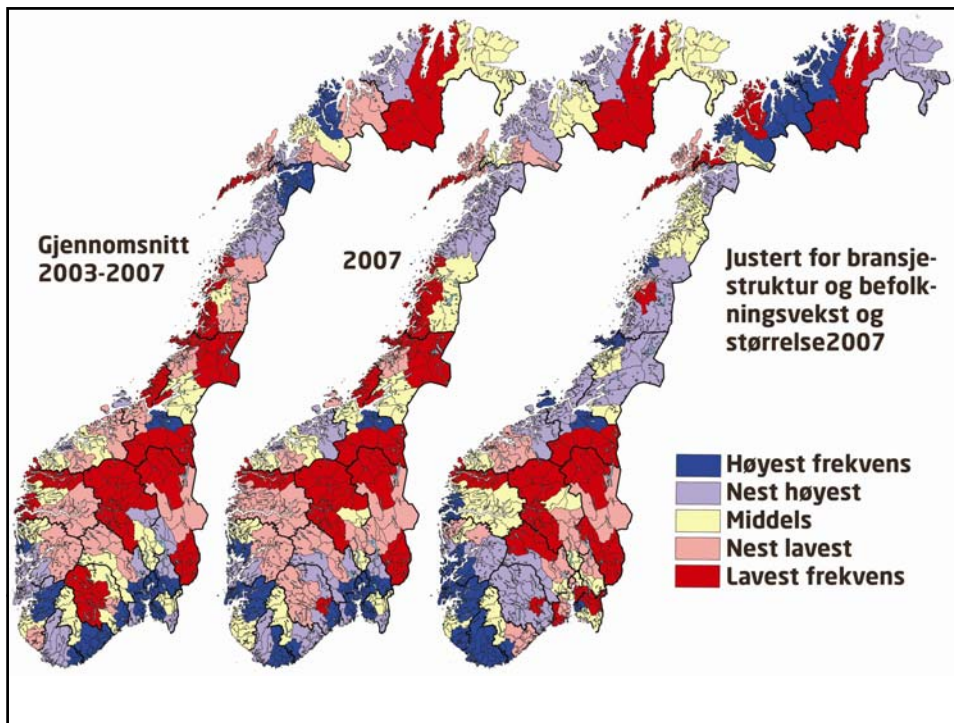 Gjennomsnitt
2003-2007
2007
Justert for bransje-
struktur og befolk-
ningsvekst og
størrelse2007
Høyest frekvens
Nest høyest
Middels
Nest lavest
Lavest frekvens